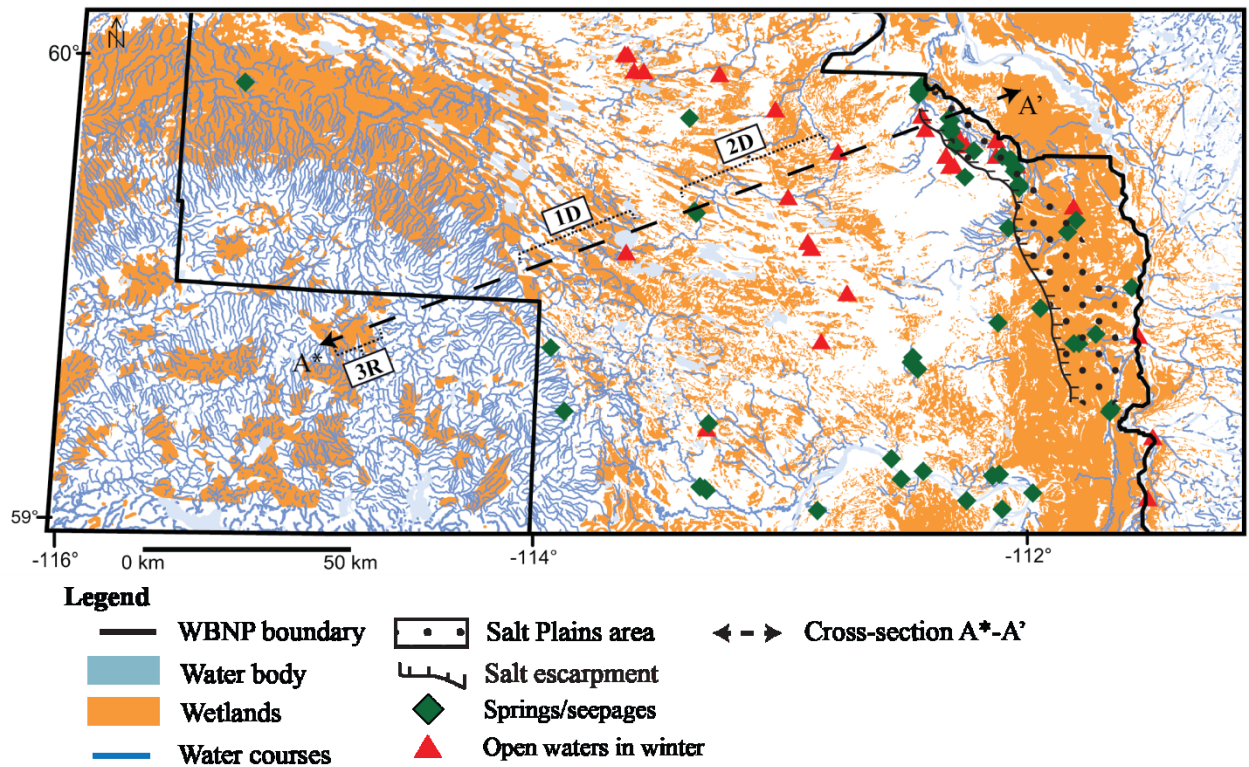 N
60°
A'
2D
1D
A*
3R
59°
-116°
0 km
50 km
-114°
-112°
Legend
WBNP boundary
Salt Plains area
Cross-section A*-A’
Water body
Salt escarpment
Wetlands
Springs/seepages
Water courses
Open waters in winter